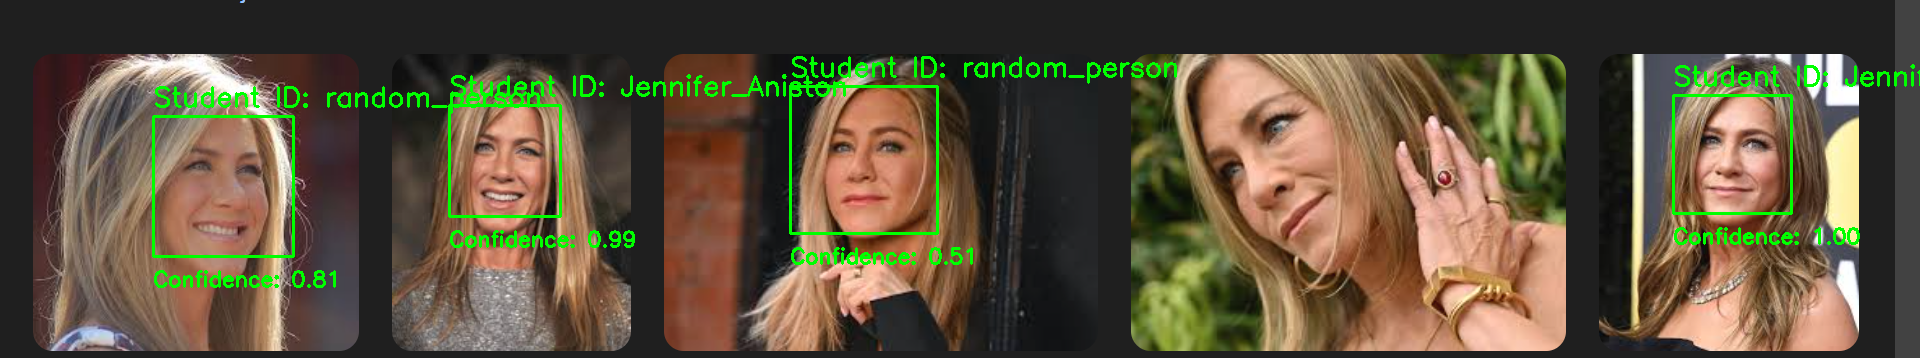 Student ID: random_person
Confidence: 0.81
Student ID: Jennifer_Aniston
Confidence: 0.99
Student ID: random_person
Confidence: 0.51
Student ID: Jennif
Confidence: 1.00